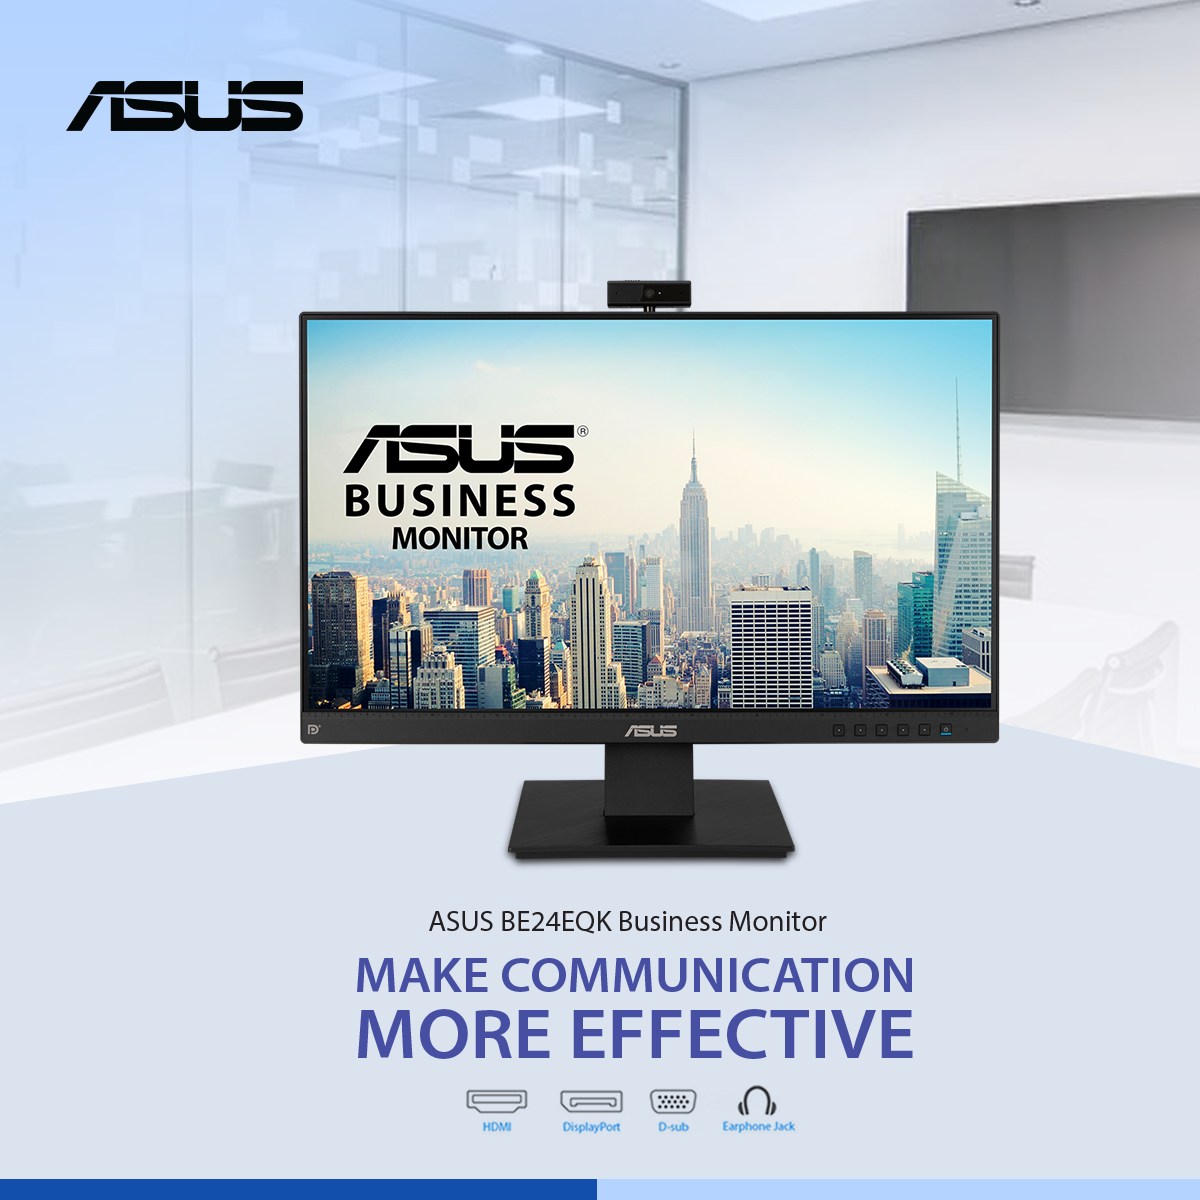 ASUS
ASUS®
BUSINESS
MONITOR
ASUS
ASUS BE24EQK Business Monitor
MAKE COMMUNICATION
MORE EFFECTIVE
HDMI
DisplayPort
D-sub
Earphone Jack